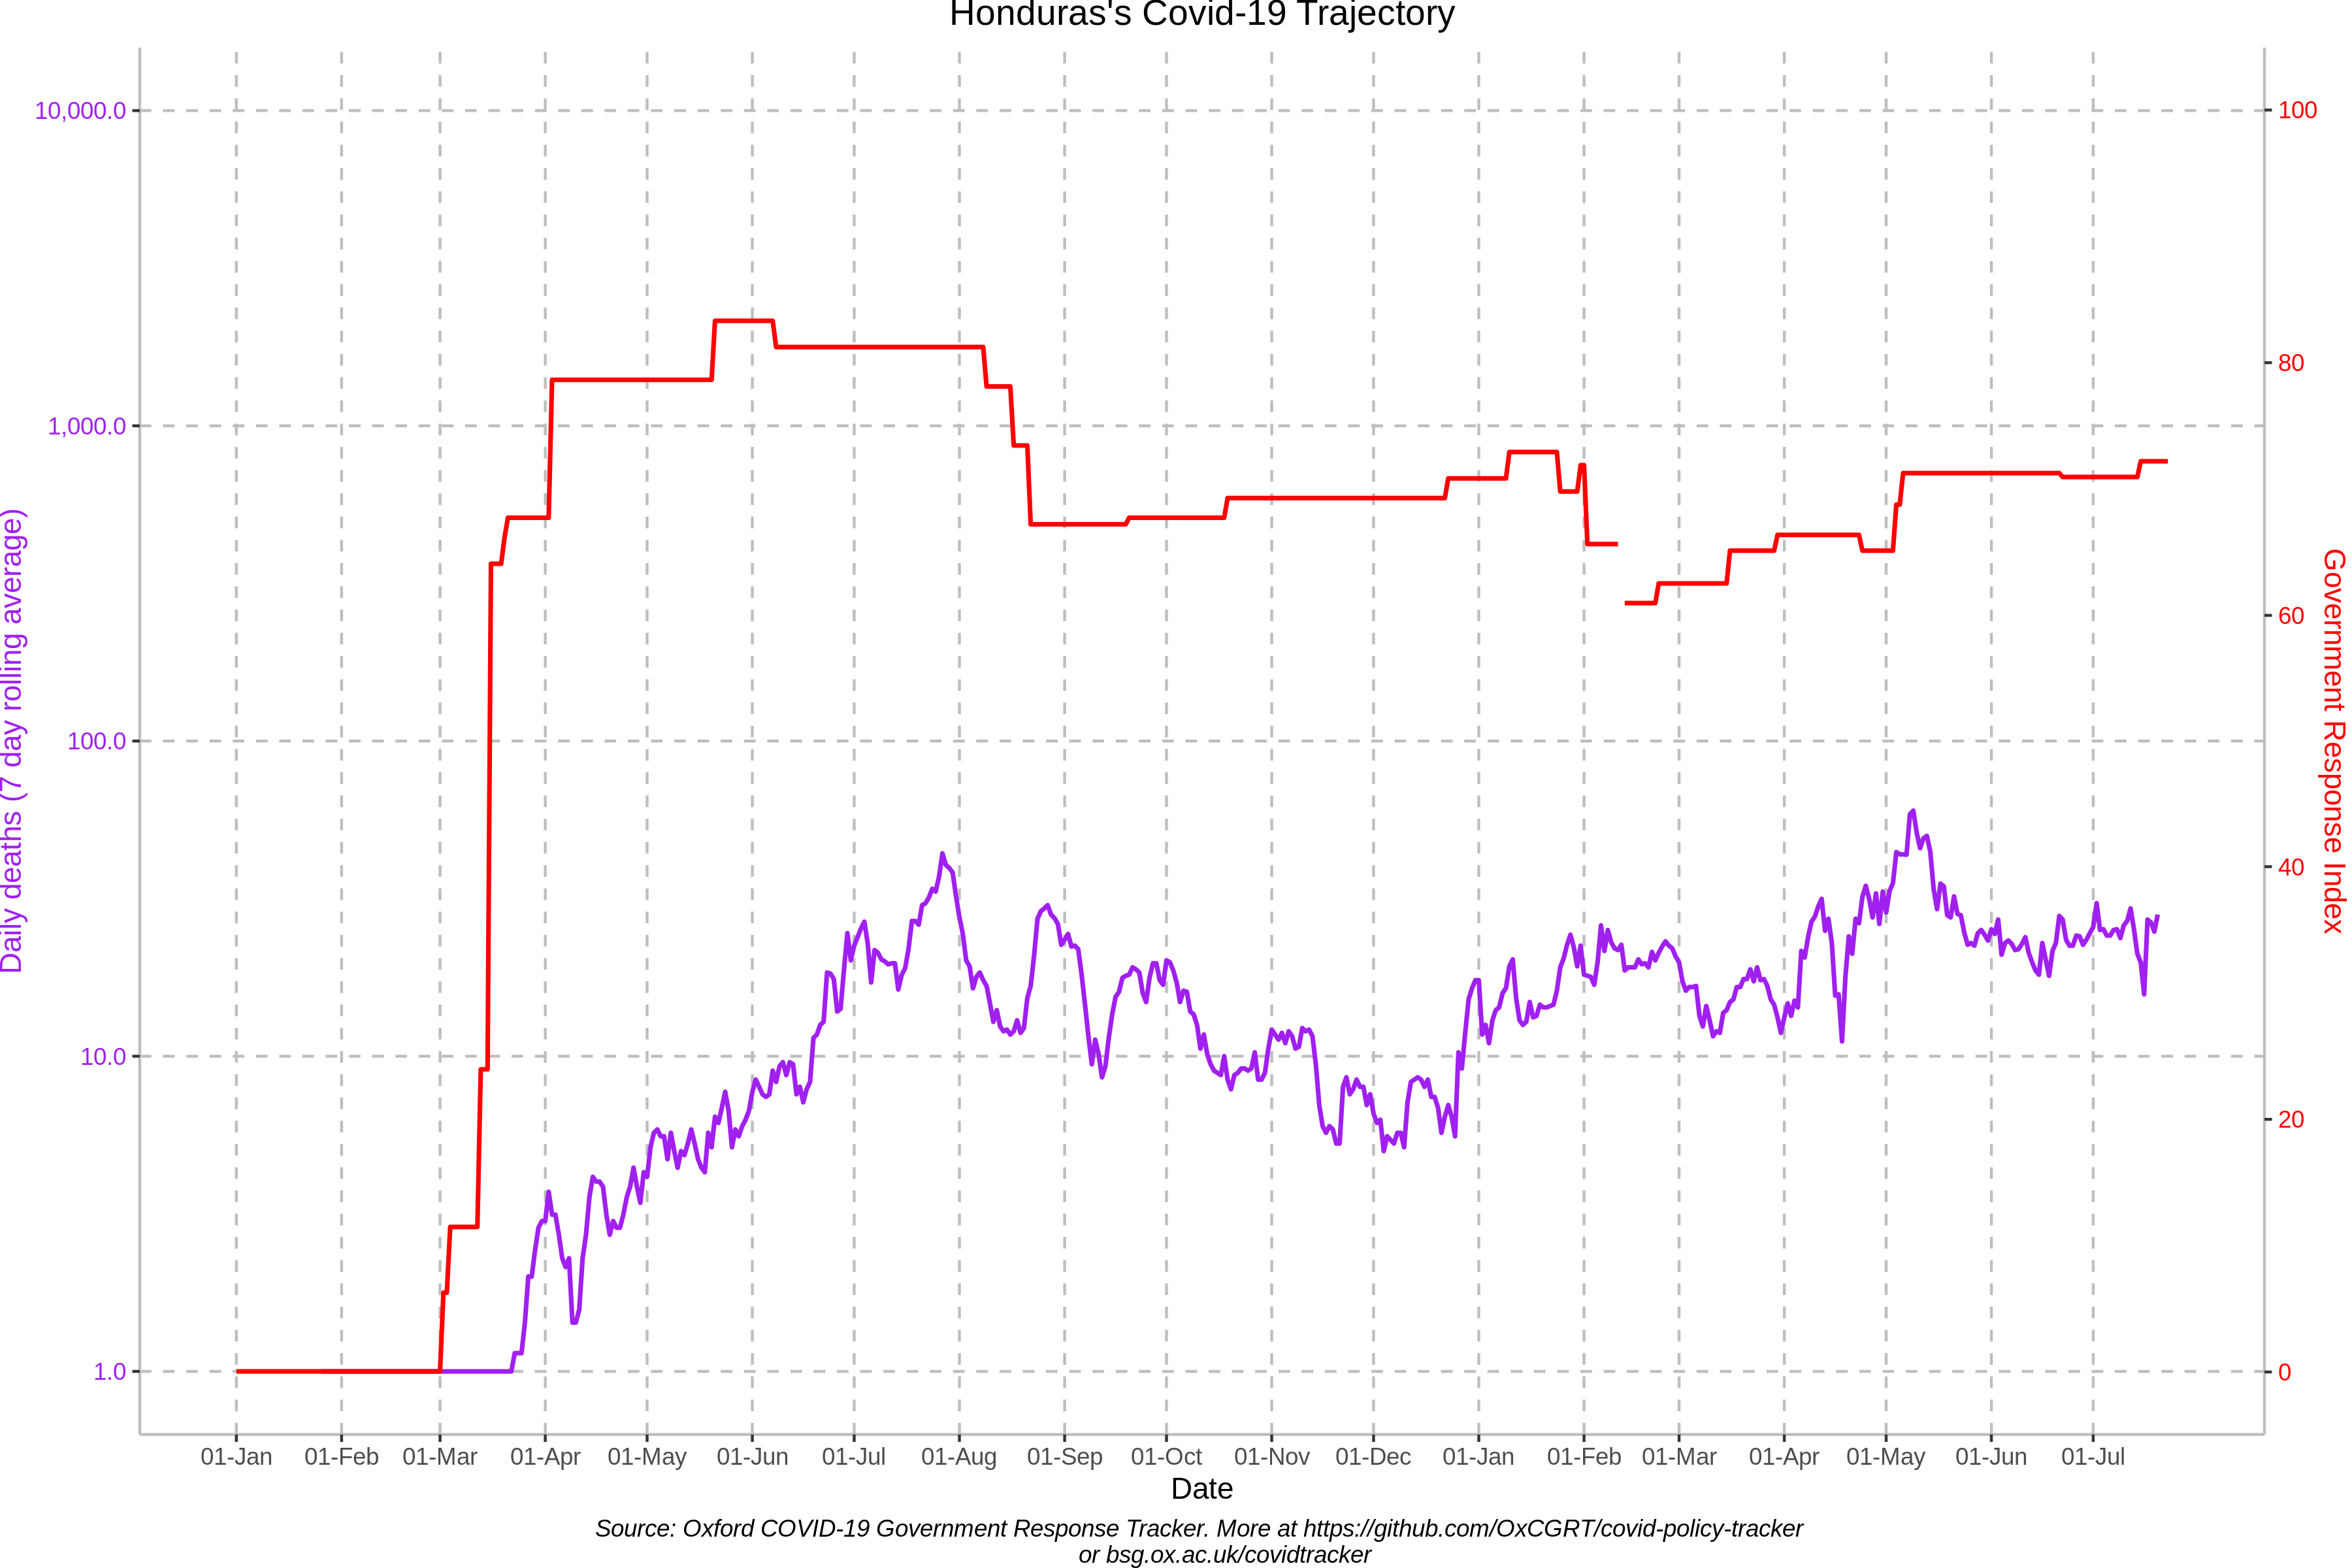 Honduras's Covid-19 Trajectory
10,000.0
1,000.0
100.0
10.0
1.0
Daily deaths (7 day rolling average)
100
80
60
40
20
0
Government Response Index
01-Jan 01-Feb 01-Mar 01-Apr 01-May 01-Jun 01-Jul 01-Aug 01-Sep 01-Oct 01-Nov 01-Dec 01-Jan 01-Feb 01-Mar 01-Apr 01-May 01-Jun 01-Jul
Date
Source: Oxford COVID-19 Government Response Tracker. More at https://github.com/OxCGRT/covid-policy-tracker
or bsg.ox.ac.uk/covidtracker